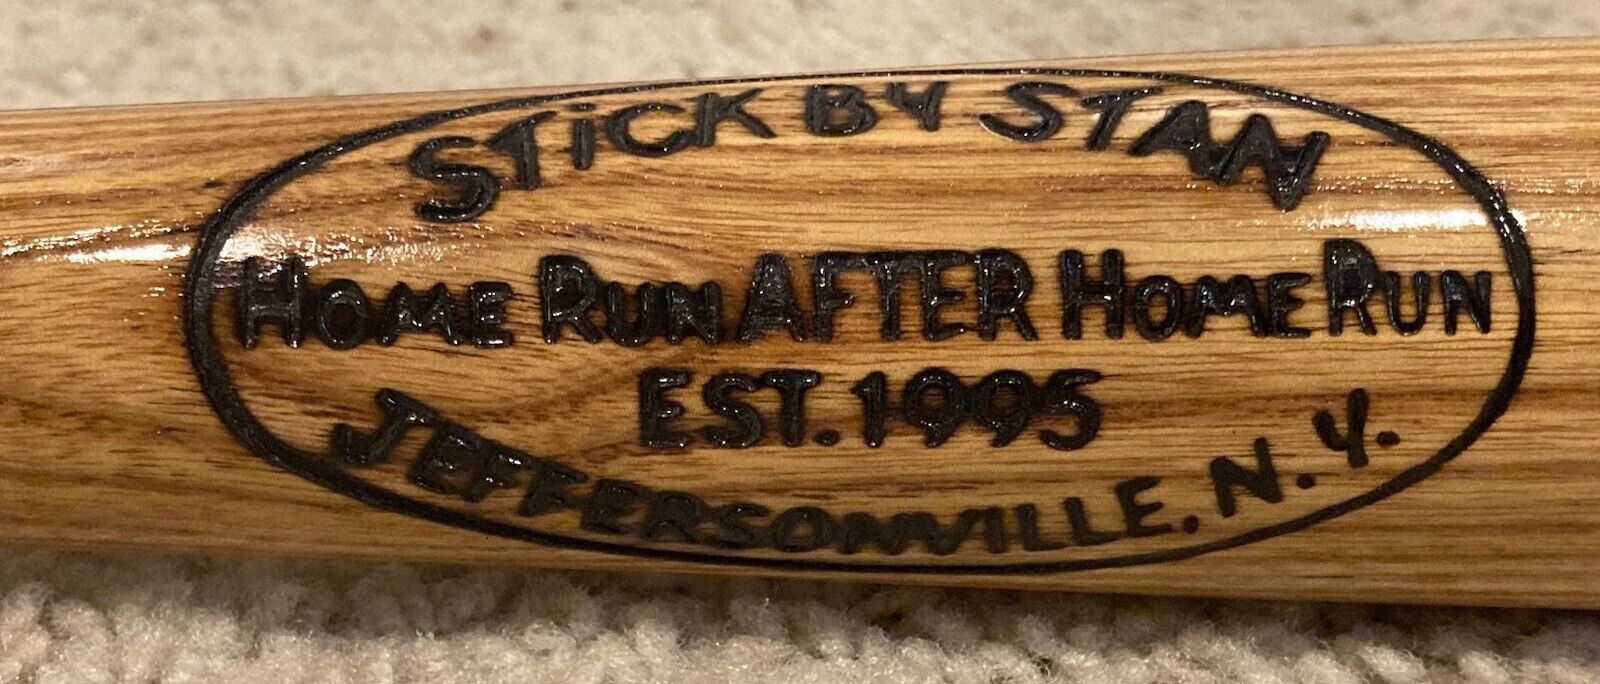 STiCK BY STAN
HOME RUN AFTER HOME RUN
EST. 1995
JEFFERSONVILLE. N. Y.